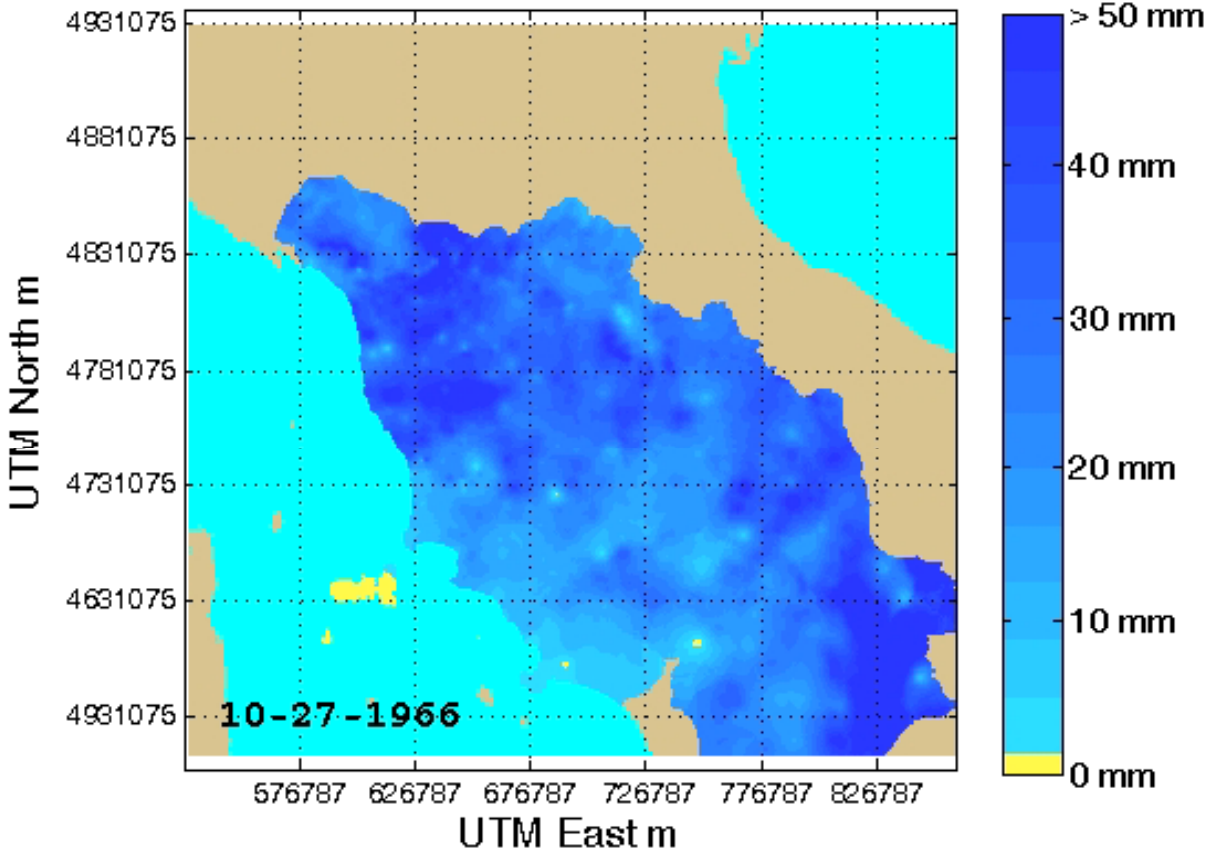 4931075
> 50 mm
4881075
40 mm
4831075
30 mm
4781075
4731075
20 mm
4631075
10 mm
4931075
10-27-1966
0 mm
576787 626787 676787 726787 776787 826787
UTM East m
UTM North m